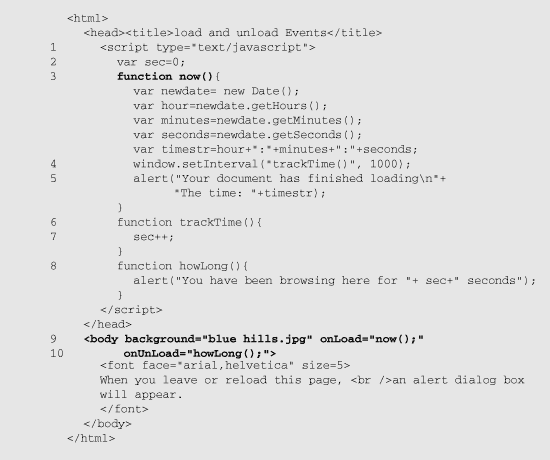 <html>
<head><title>load and unload Events</title>
1 <script type="text/javascript">
2 var sec=0;
3 function now(){
var newdate= new Date();
var hour=newdate.getHours();
var minutes=newdate.getMinutes();
var seconds=newdate.getSeconds();
var timestr=hour+":"+minutes+":"+seconds;
4 window.setInterval("trackTime()", 1000);
5 alert("Your document has finished loading\n"+
"The time: "+timestr);
}
6 function trackTime(){
7 sec++;
}
8 function howLong(){
alert("You have been browsing here for "+ sec+" seconds");
}
</script>
</head>
9 <body background="blue hills.jpg" onLoad="now();"
10 onUnLoad="howLong();">
<font face="arial,helvetica" size=5>
When you leave or reload this page, <br />an alert dialog box
will appear.
</font>
</body>
</html>